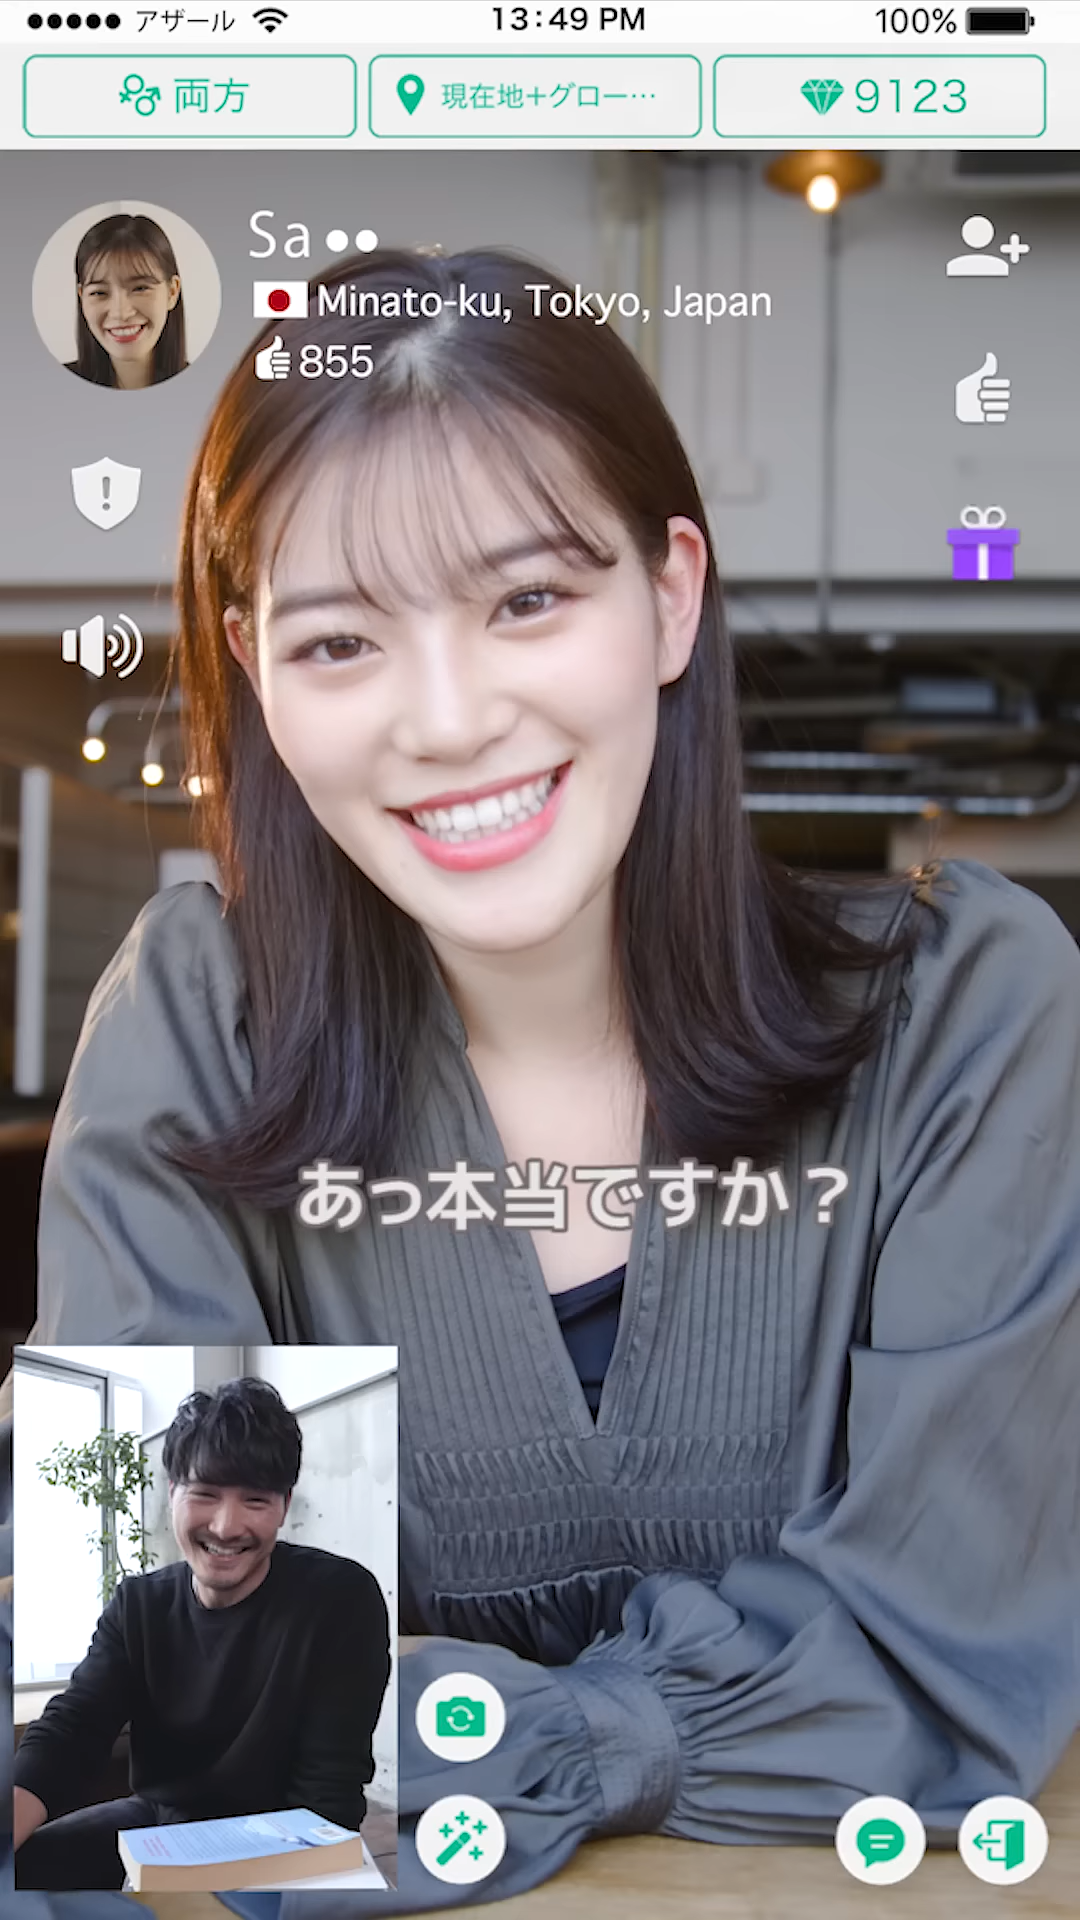 アザール 13:49 PM 100%
両方 現在地+グロー… 9123
Sa●●
Minato-ku, Tokyo, Japan
855
あっ本当ですか？